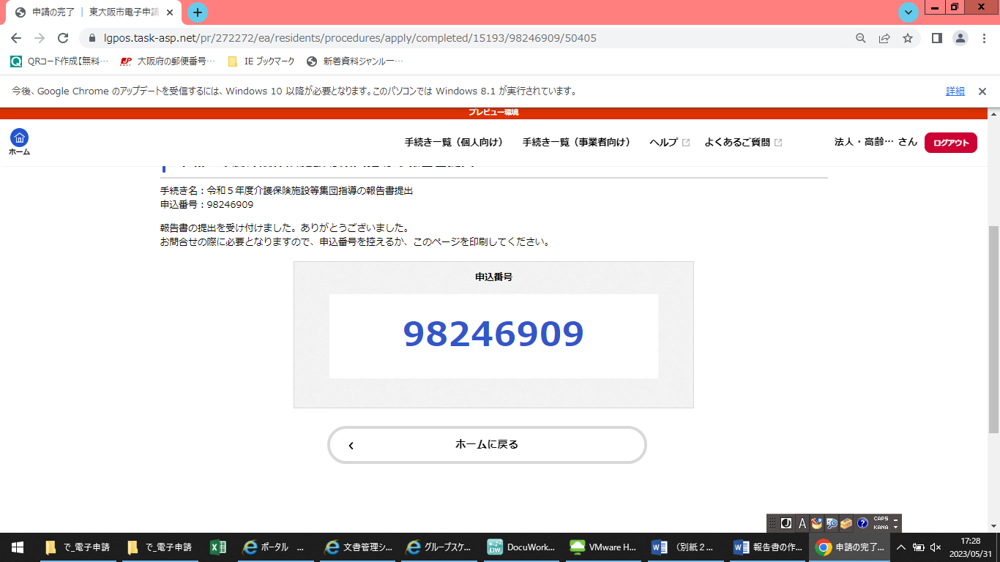 申請の完了 | 東大阪市電子申請
lgpos.task-asp.net/pr/272272/ea/residents/procedures/apply/completed/15193/98246909/50405
QRコード作成【無料… 大阪府の郵便番号… IE ブックマーク 新着資料ジャンル一…
今後、Google Chrome のアップデートを受信するには、Windows 10 以降が必要となります。このパソコンでは Windows 8.1 が実行されています。 詳細
プレビュー環境
ホーム 手続き一覧（個人向け） 手続き一覧（事業者向け） ヘルプ よくあるご質問 法人・高齢… さん ログアウト
手続き名：令和５年度介護保険施設等集団指導の報告書提出
申込番号：98246909
報告書の提出を受け付けました。ありがとうございました。
お問合せの際に必要となりますので、申込番号を控えるか、このページを印刷してください。
申込番号
98246909
ホームに戻る
CAPS
KANA
で_電子申請 で_電子申請 ポータル ... 文書管理シ... グループスケ... DocuWork... VMware H... （別紙２... 報告書の作... 申請の完了...
17:28
2023/05/31